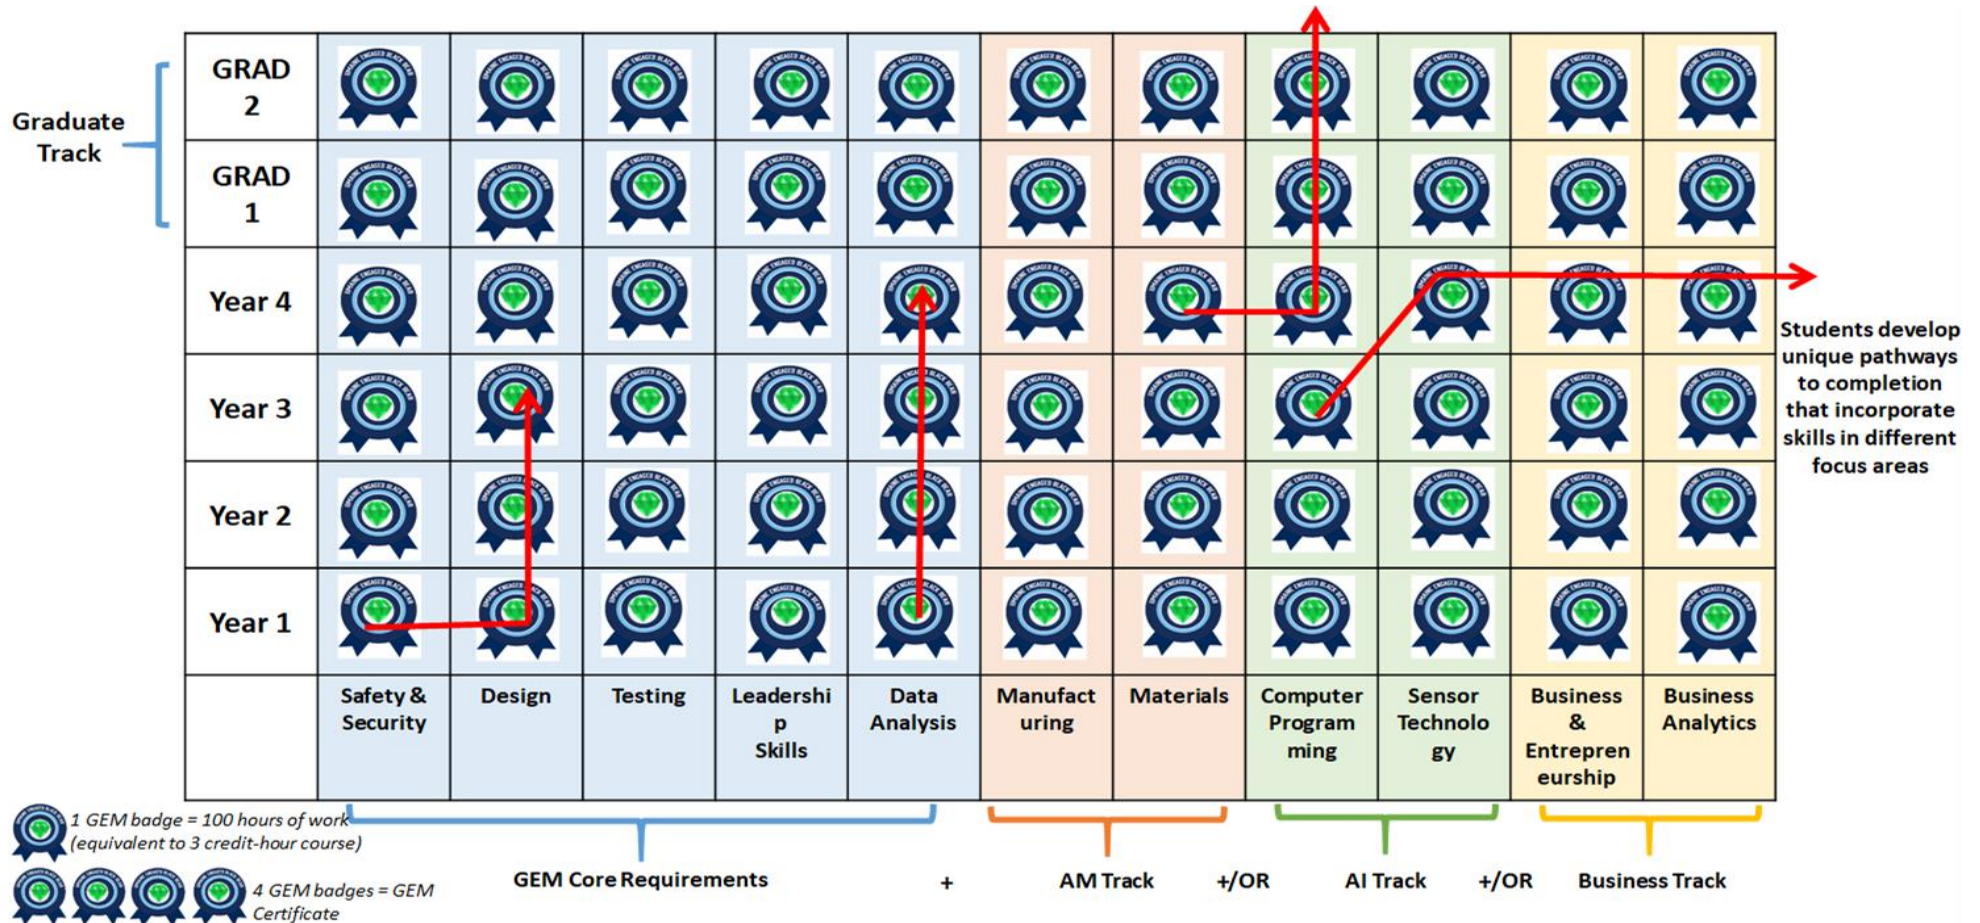 GRAD
2
Graduate
Track
GRAD
1
Year 4
Students develop
unique pathways
to completion
that incorporate
skills in different
focus areas
Year 3
Year 2
Year 1
Safety &
Security
Design
Testing
Leadershi
p
Skills
Data
Analysis
Manufact
uring
Materials
Computer
Program
ming
Sensor
Technolo
gy
Business
&
Entrepren
eurship
Business
Analytics
1 GEM badge = 100 hours of work
(equivalent to 3 credit-hour course)
4 GEM badges = GEM
Certificate
GEM Core Requirements
+
AM Track
+/OR
AI Track
+/OR
Business Track